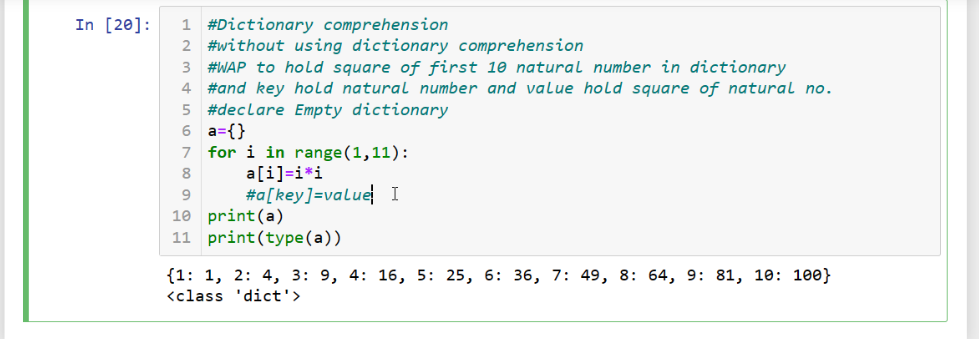 In [20]:
1 #Dictionary comprehension
2 #without using dictionary comprehension
3 #WAP to hold square of first 10 natural number in dictionary
4 #and key hold natural number and value hold square of natural no.
5 #declare Empty dictionary
6 a={}
7 for i in range(1,11):
8     a[i]=i*i
9     #a[key]=value
10 print(a)
11 print(type(a))
{1: 1, 2: 4, 3: 9, 4: 16, 5: 25, 6: 36, 7: 49, 8: 64, 9: 81, 10: 100}
<class 'dict'>